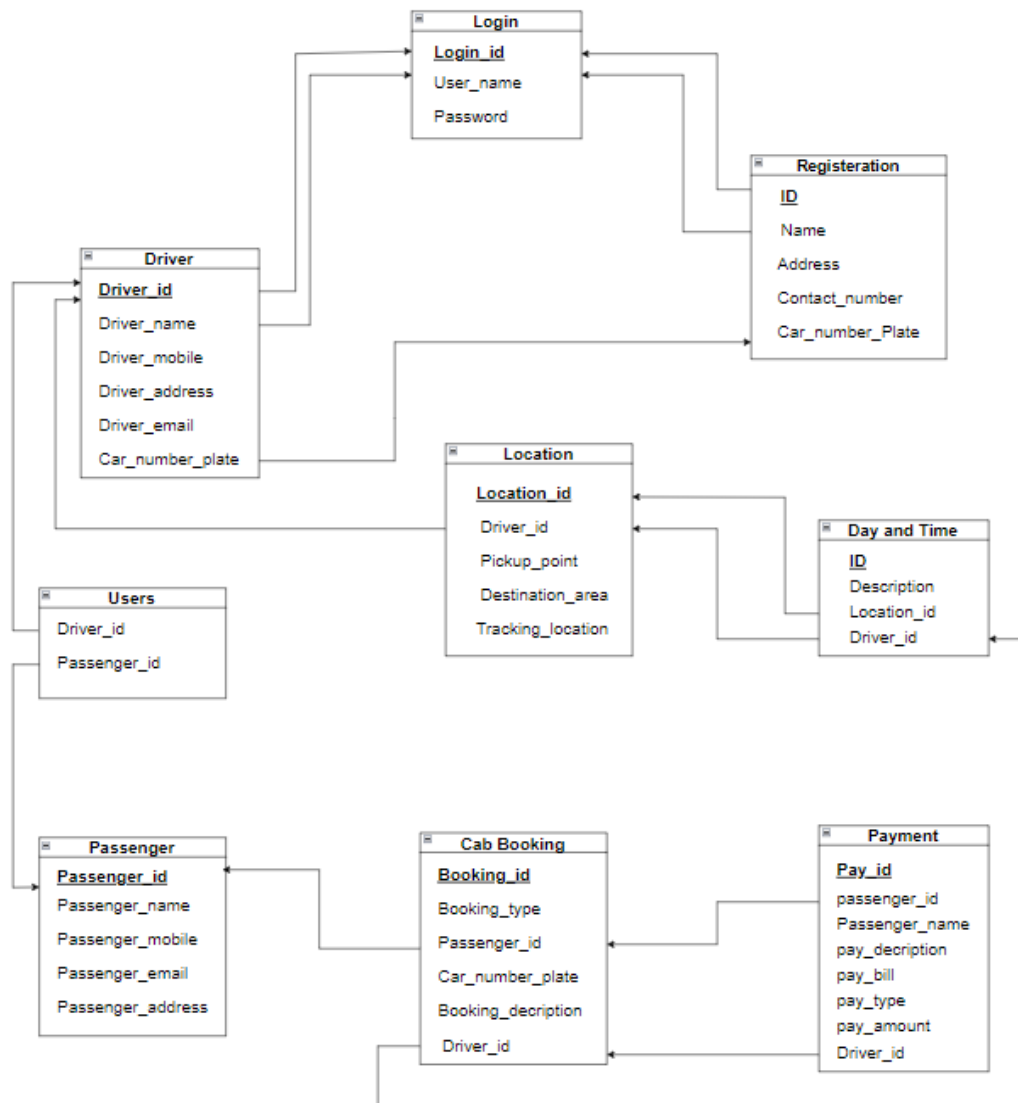 Login
Login_id
User_name
Password
Registeration
ID
Name
Address
Contact_number
Car_number_Plate
Driver
Driver_id
Driver_name
Driver_mobile
Driver_address
Driver_email
Car_number_plate
Location
Location_id
Driver_id
Pickup_point
Destination_area
Tracking_location
Day and Time
ID
Description
Location_id
Driver_id
Users
Driver_id
Passenger_id
Passenger
Passenger_id
Passenger_name
Passenger_mobile
Passenger_email
Passenger_address
Cab Booking
Booking_id
Booking_type
Passenger_id
Car_number_plate
Booking_decription
Driver_id
Payment
Pay_id
passenger_id
Passenger_name
pay_decription
pay_bill
pay_type
pay_amount
Driver_id